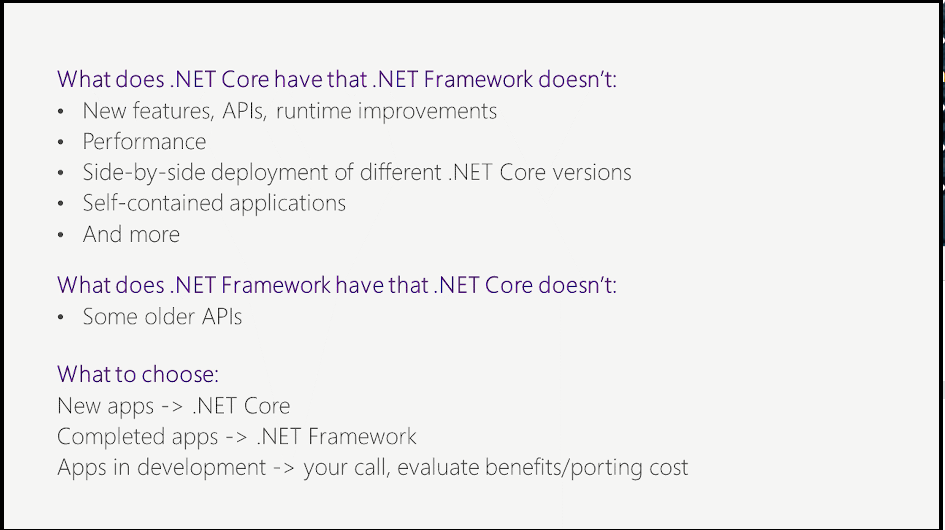 What does .NET Core have that .NET Framework doesn't:
• New features, APIs, runtime improvements
• Performance
• Side-by-side deployment of different .NET Core versions
• Self-contained applications
• And more
What does .NET Framework have that .NET Core doesn't:
• Some older APIs
What to choose:
New apps -> .NET Core
Completed apps -> .NET Framework
Apps in development -> your call, evaluate benefits/porting cost